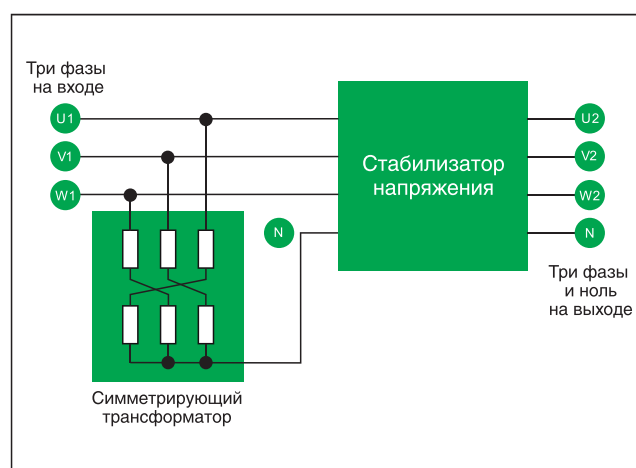 Три фазы
на входе
U1
V1
W1
N
Стабилизатор
напряжения
U2
V2
W2
N
Три фазы
и ноль
на выходе
Симметрирующий
трансформатор